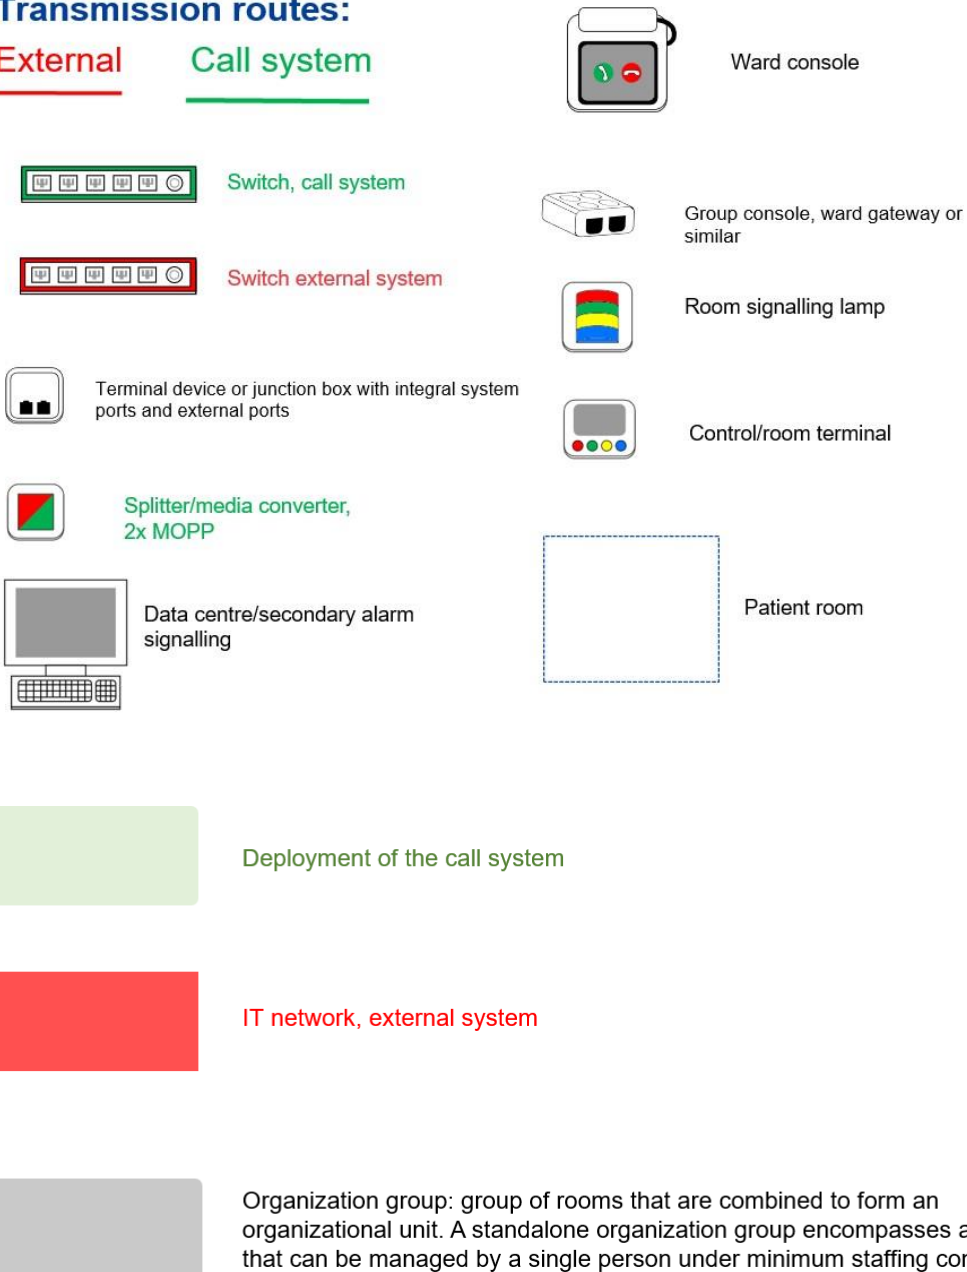 Transmission routes:
External Call system
Ward console
Switch, call system
Group console, ward gateway or
similar
Switch external system
Room signalling lamp
Terminal device or junction box with integral system
ports and external ports
Control/room terminal
Splitter/media converter,
2x MOPP
Data centre/secondary alarm
signalling
Patient room
Deployment of the call system
IT network, external system
Organization group: group of rooms that are combined to form an
organizational unit. A standalone organization group encompasses
that can be managed by a single person under minimum staffing